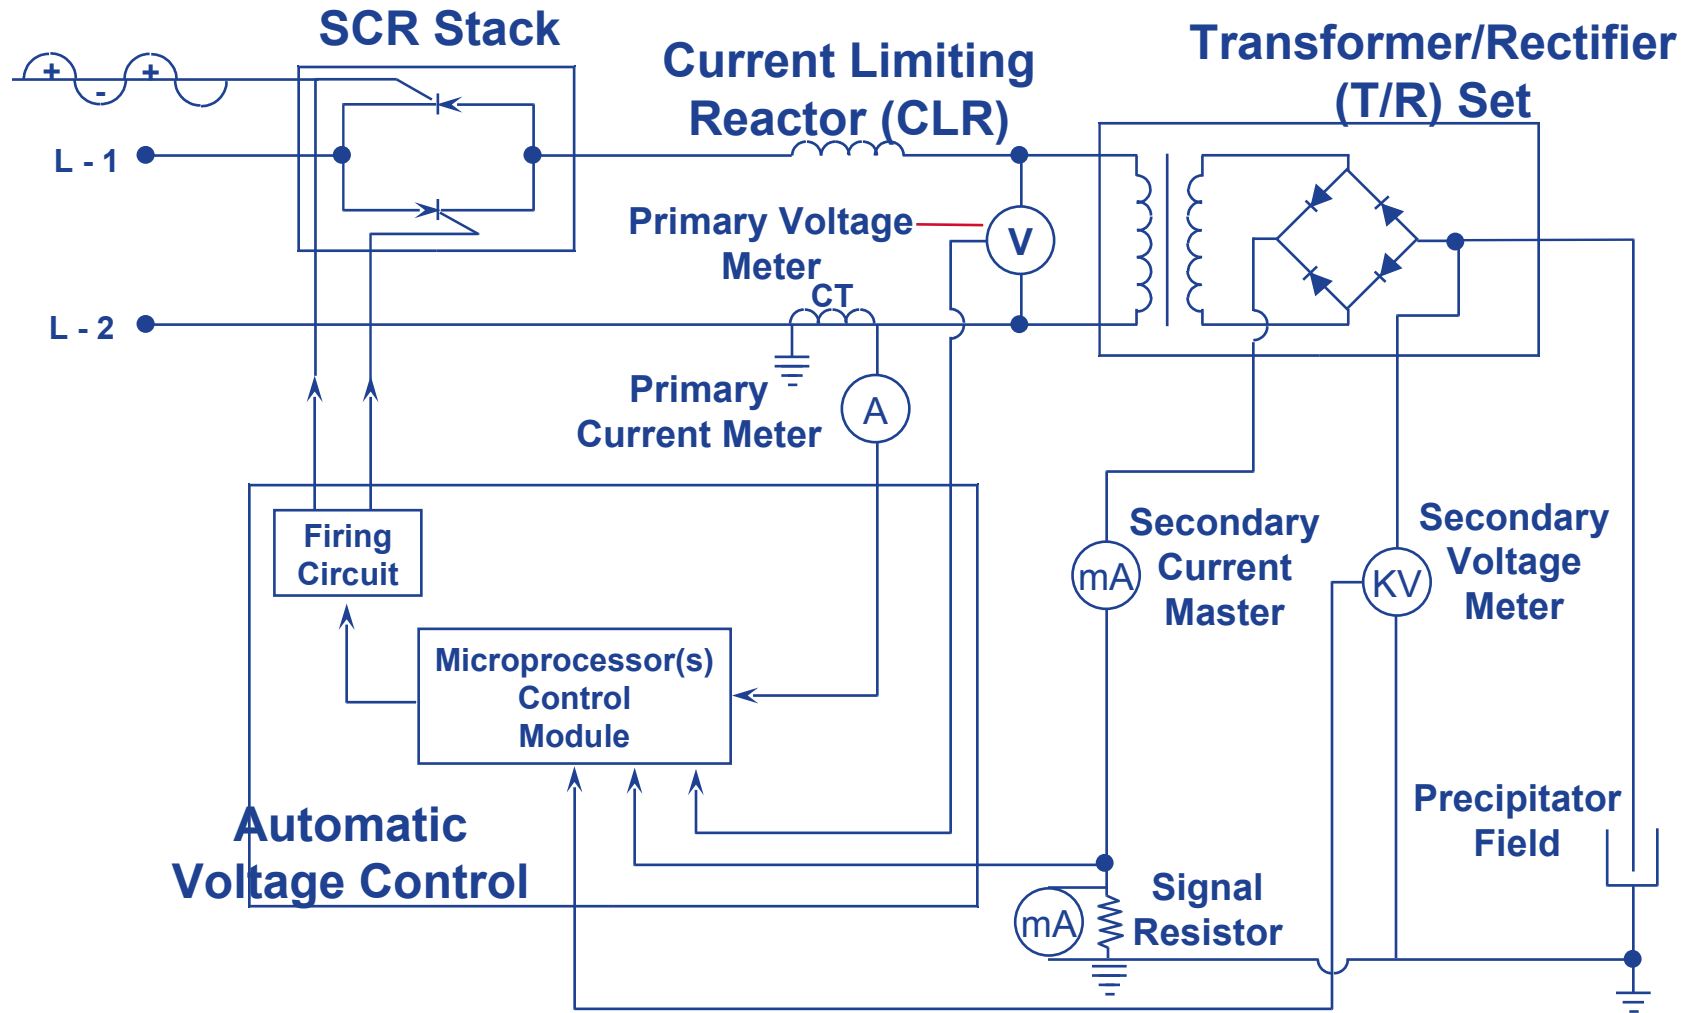 SCR Stack
Current Limiting
Reactor (CLR)
Transformer/Rectifier
(T/R) Set
+
+
-
L - 1
Primary Voltage
Meter
V
CT
L - 2
Primary
Current Meter
A
Firing
Circuit
Secondary
Current
Master
mA
Secondary
Voltage
Meter
KV
Microprocessor(s)
Control
Module
Automatic
Voltage Control
Precipitator
Field
mA
Signal
Resistor